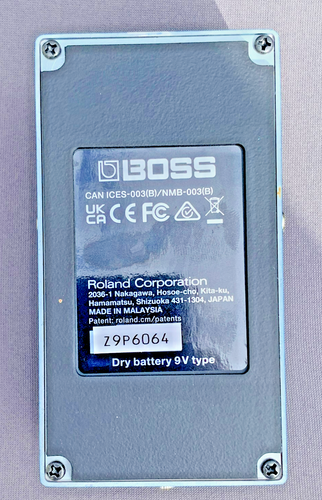 BOSS
CAN ICES-003(B)/NMB-003(B)
UK CA CE FC
Roland Corporation
2036-1 Nakagawa, Hosoe-cho, Kita-ku,
Hamamatsu, Shizuoka 431-1304, JAPAN
MADE IN MALAYSIA
Patent: roland.cm/patents
Z9P6064
Dry battery 9V type